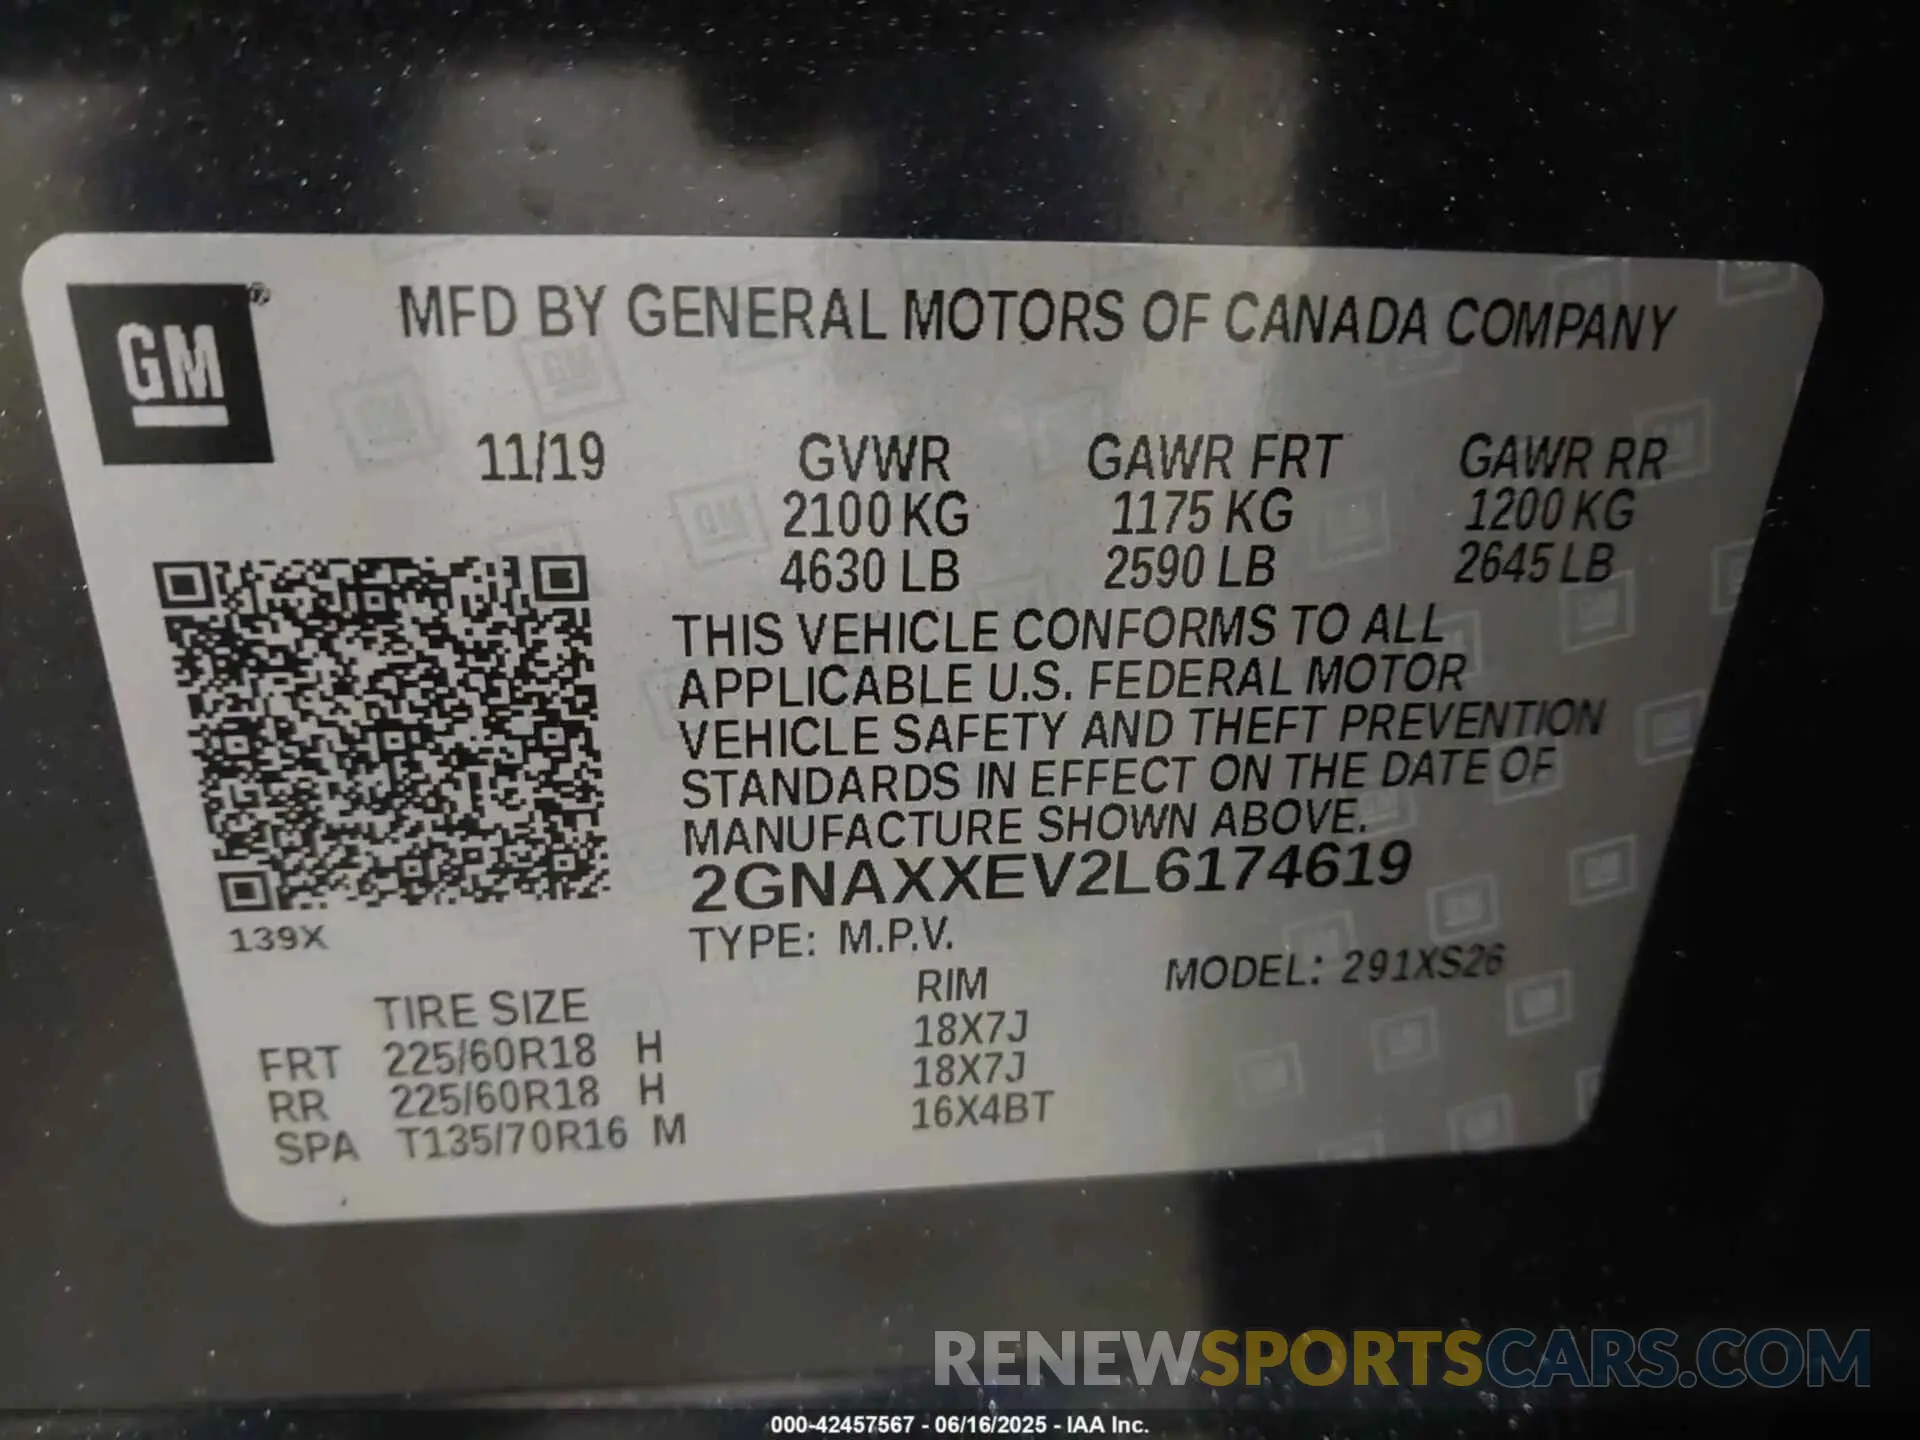 GM ®
MFD BY GENERAL MOTORS OF CANADA COMPANY
11/19 GVWR GAWR FRT GAWR RR
2100 KG 1175 KG 1200 KG
4630 LB 2590 LB 2645 LB
THIS VEHICLE CONFORMS TO ALL
APPLICABLE U.S. FEDERAL MOTOR
VEHICLE SAFETY AND THEFT PREVENTION
STANDARDS IN EFFECT ON THE DATE OF
MANUFACTURE SHOWN ABOVE.
2GNAXXEV2L6174619
139X
TYPE: M.P.V. MODEL: 291XS26
TIRE SIZE RIM
FRT 225/60R18 H 18X7J
RR 225/60R18 H 18X7J
SPA T135/70R16 M 16X4BT
RENEWSPORTSCARS.COM
000-42457567 - 06/16/2025 - IAA Inc.